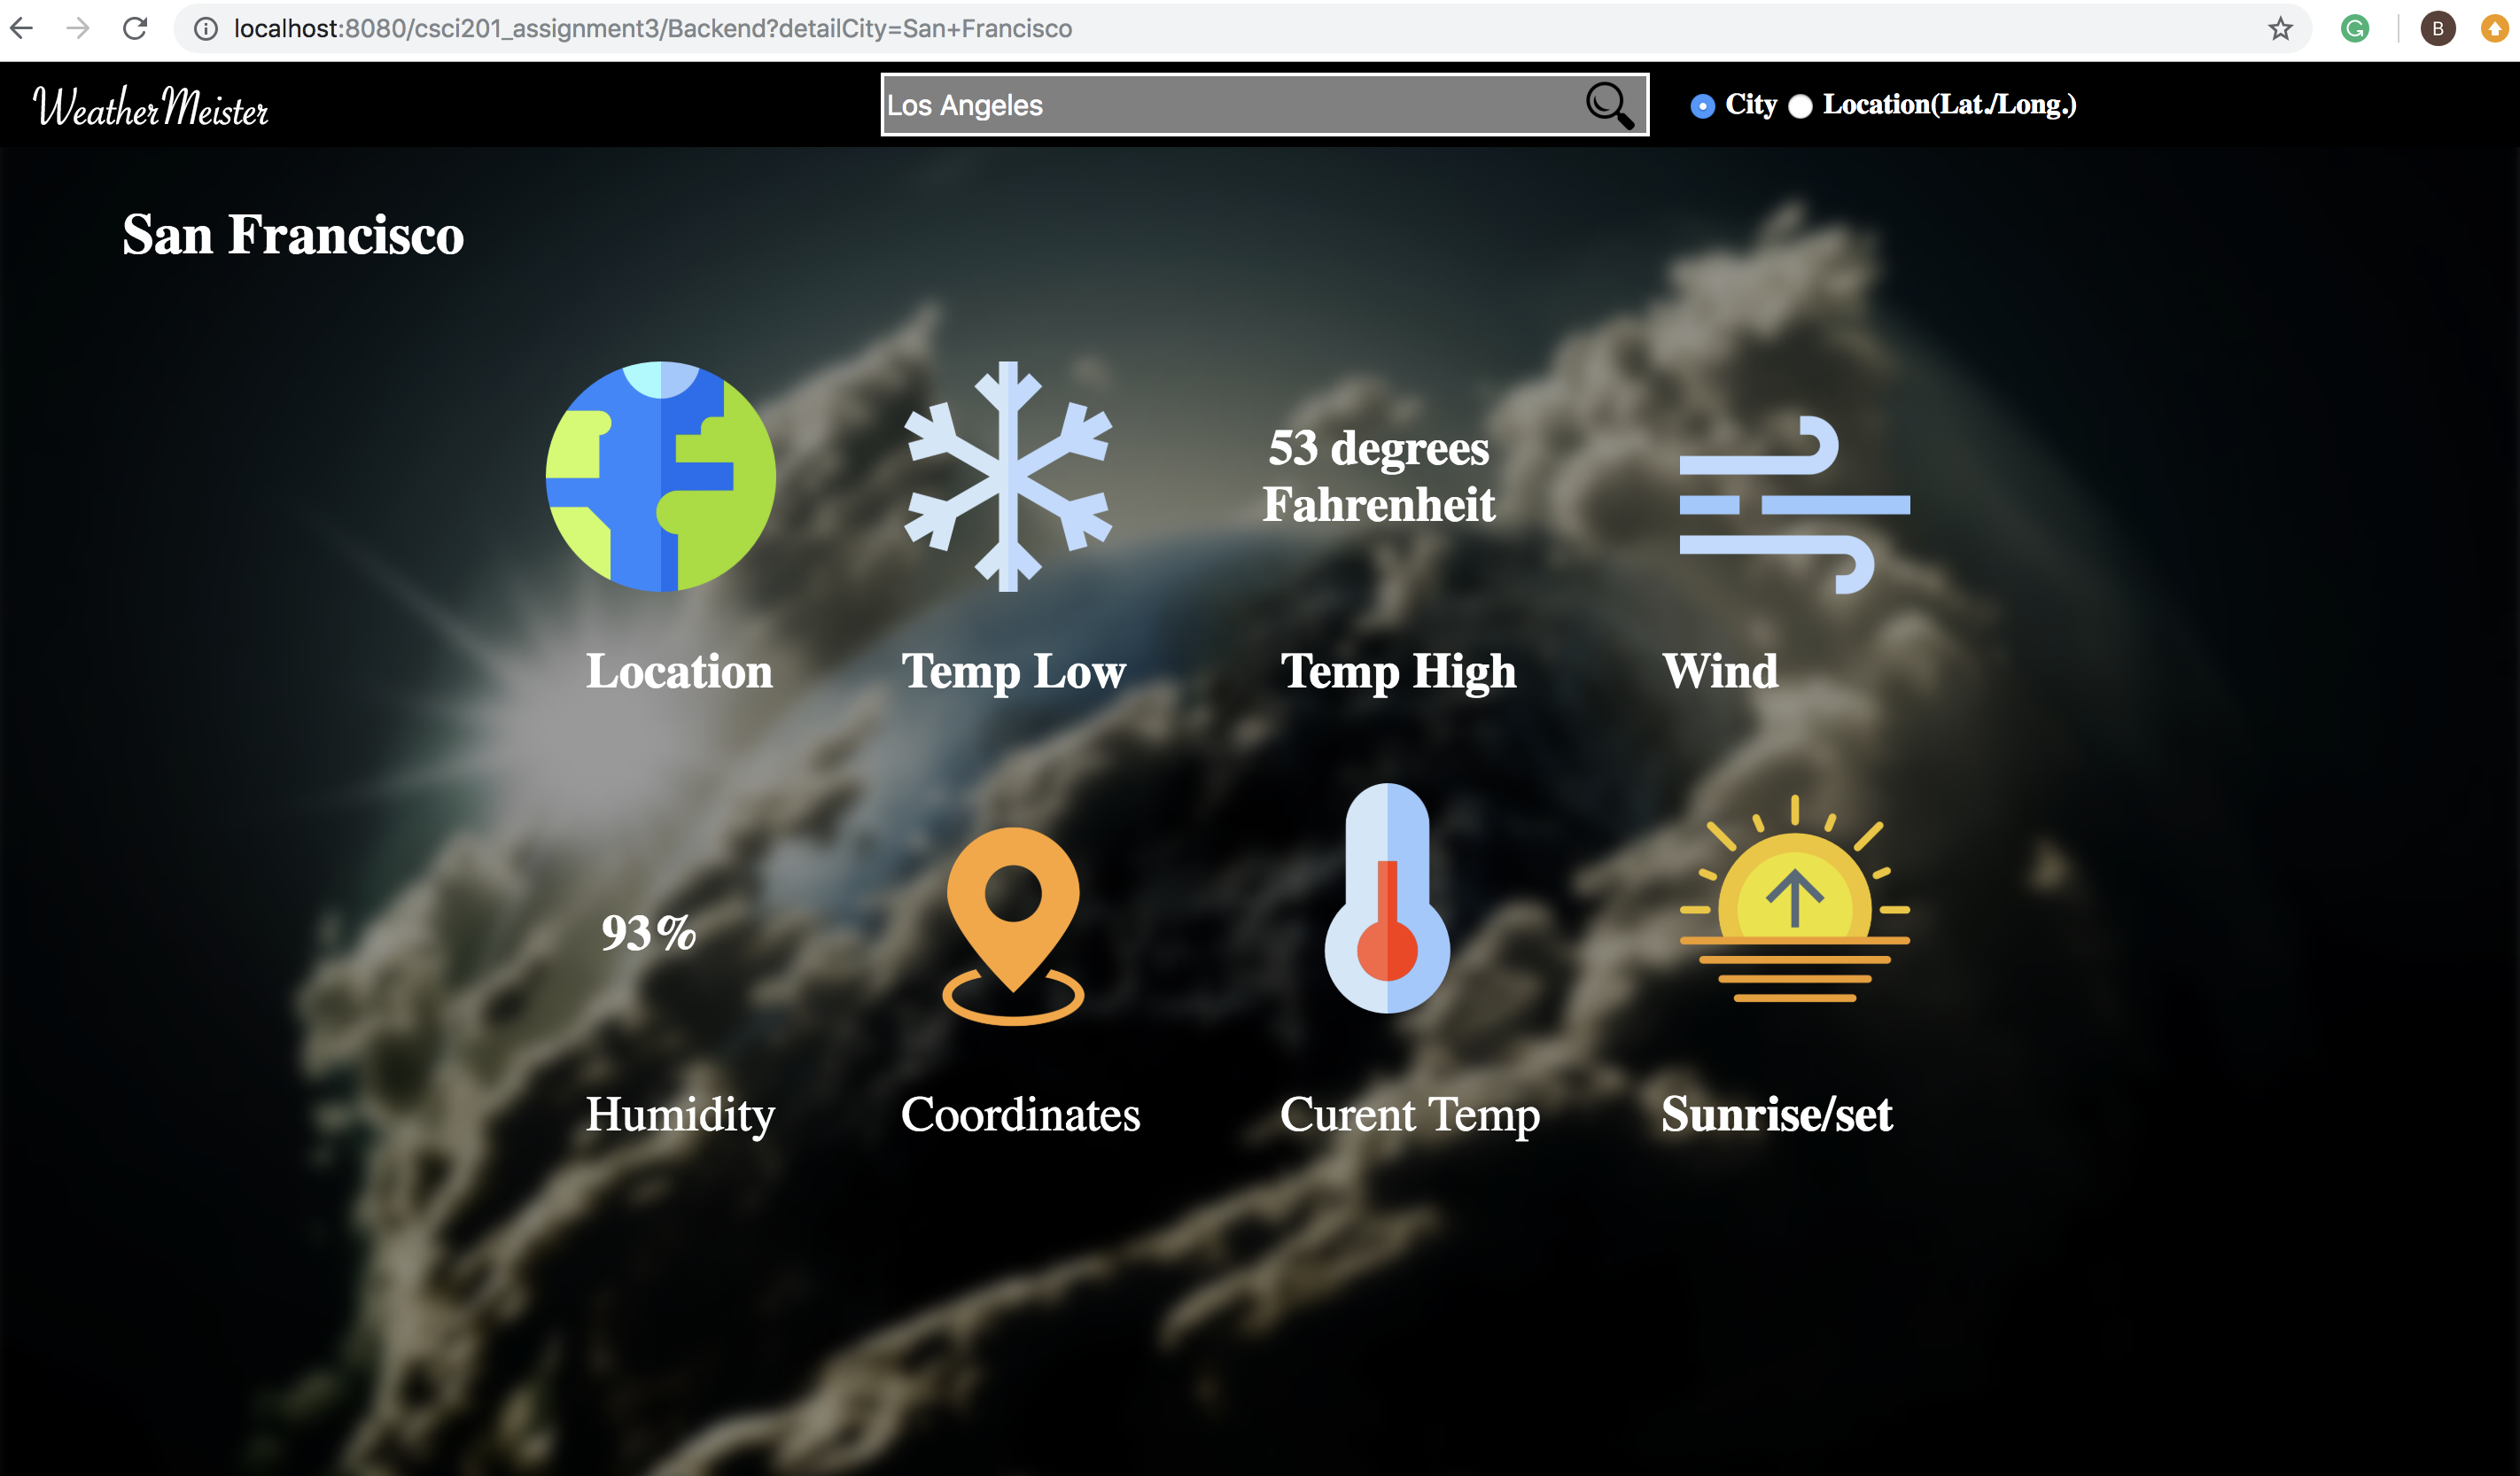 localhost:8080/csci201_assignment3/Backend?detailCity=San+Francisco
B
WeatherMeister
Los Angeles
City
Location(Lat./Long.)
San Francisco
53 degrees
Fahrenheit
Location
Temp Low
Temp High
Wind
93%
Humidity
Coordinates
Curent Temp
Sunrise/set